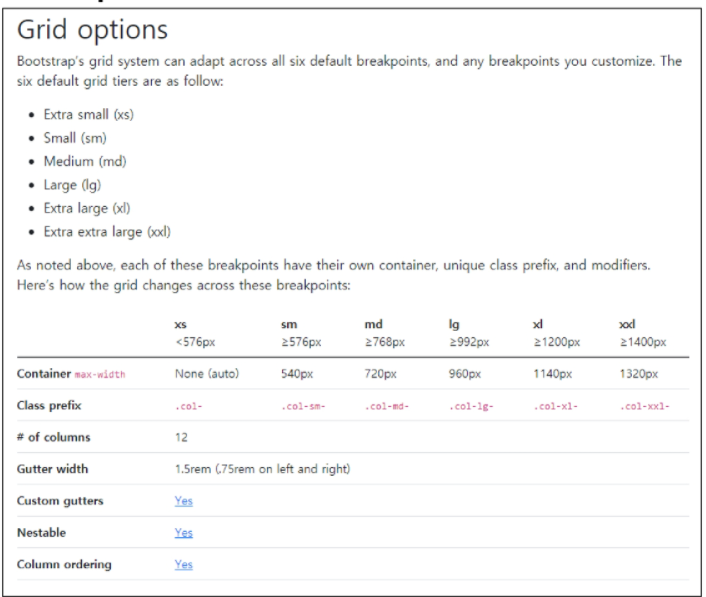 Grid options
Bootstrap's grid system can adapt across all six default breakpoints, and any breakpoints you customize. The
six default grid tiers are as follow:
• Extra small (xs)
• Small (sm)
• Medium (md)
• Large (lg)
• Extra large (xl)
• Extra extra large (xxl)
As noted above, each of these breakpoints have their own container, unique class prefix, and modifiers.
Here's how the grid changes across these breakpoints:
xs sm md lg xl xxl
<576px ≥576px ≥768px ≥992px ≥1200px ≥1400px
Container max-width None (auto) 540px 720px 960px 1140px 1320px
Class prefix .col- .col-sm- .col-md- .col-lg- .col-xl- .col-xxl-
# of columns 12
Gutter width 1.5rem (.75rem on left and right)
Custom gutters Yes
Nestable Yes
Column ordering Yes